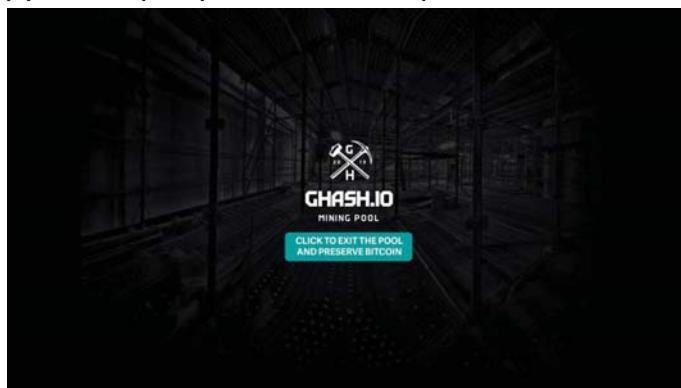 G
H
GHASH.IO
MINING POOL
CLICK TO EXIT THE POOL
AND PRESERVE BITCOIN